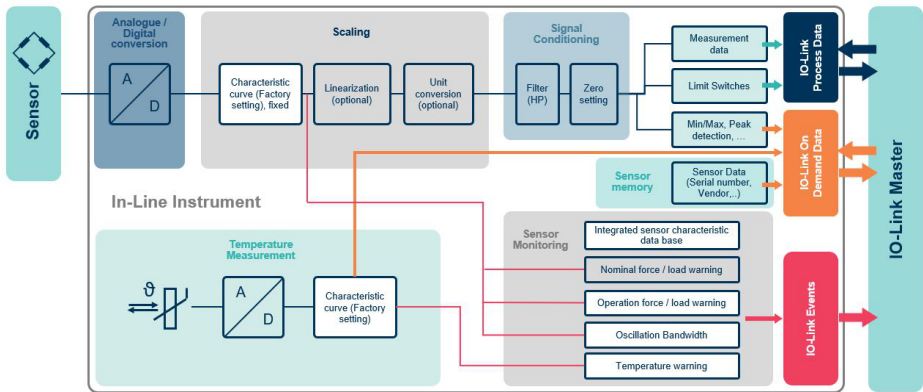 Sensor
Analogue /
Digital
conversion
A
D
Scaling
Characteristic
curve (Factory
setting), fixed
Linearization
(optional)
Unit
conversion
(optional)
Signal
Conditioning
Filter
(HP)
Zero
setting
Measurement
data
Limit Switches
Min/Max, Peak
detection, ...
IO-Link
Process Data
IO-Link On
Demand Data
Sensor
memory
Sensor Data
(Serial number,
Vendor,..)
In-Line Instrument
Temperature
Measurement
ϑ
A
D
Characteristic
curve (Factory
setting)
Sensor
Monitoring
Integrated sensor characteristic
data base
Nominal force / load warning
Operation force / load warning
Oscillation Bandwidth
Temperature warning
IO-Link Events
IO-Link Master